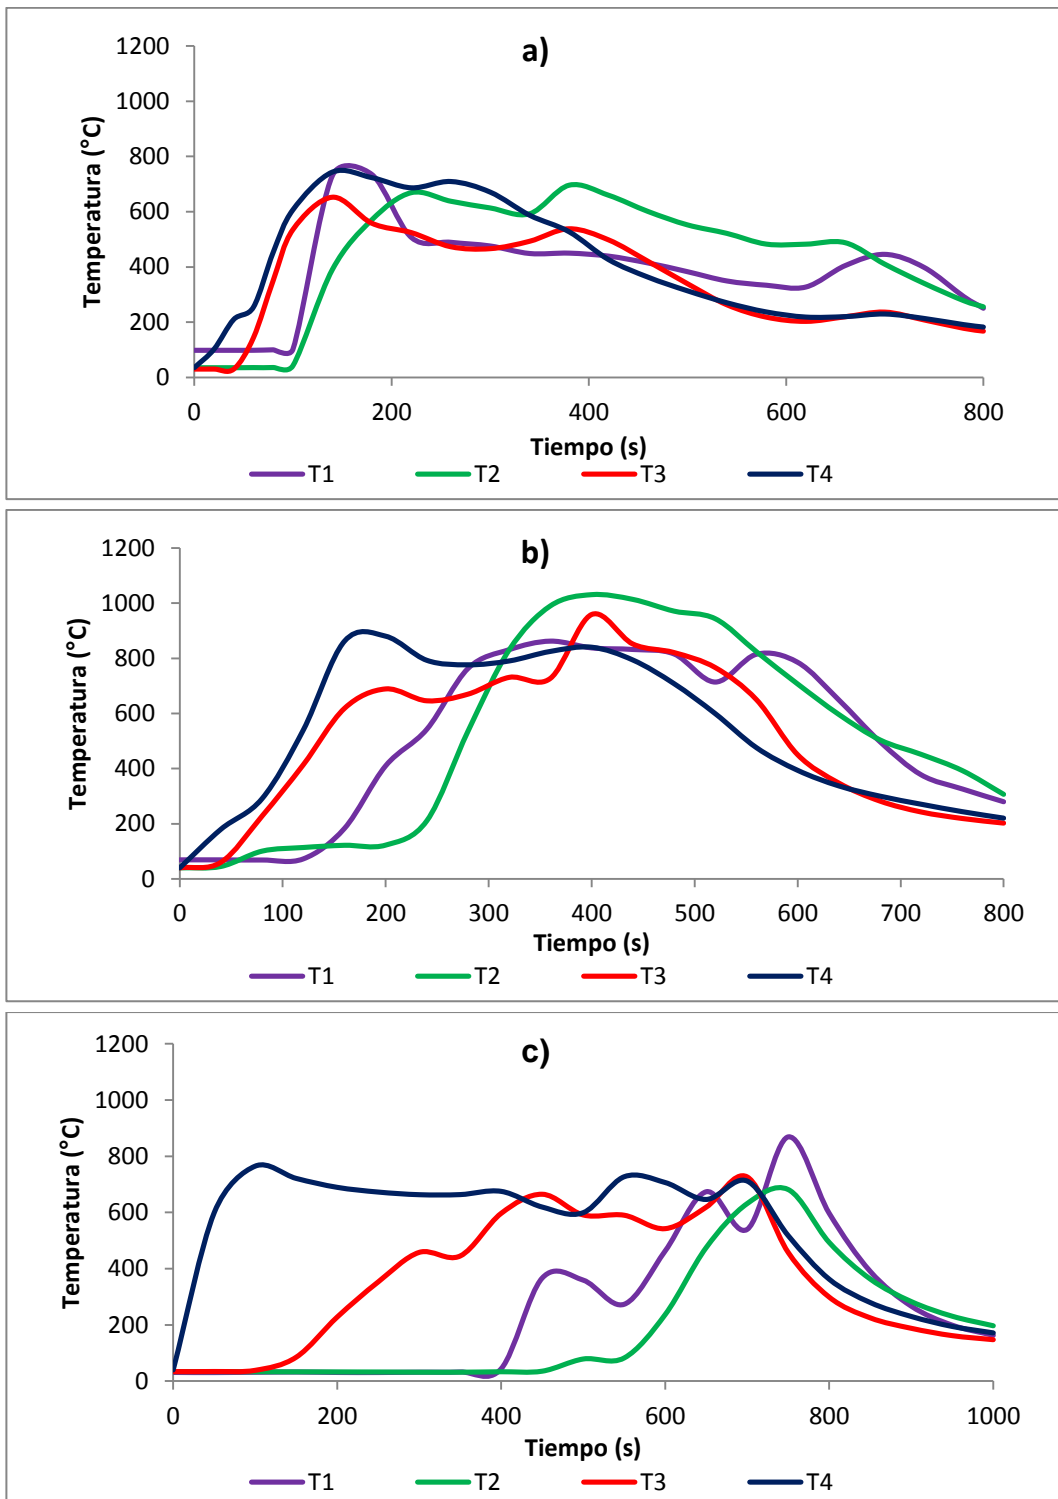 a)
1200
1000
800
600
400
200
0
Temperatura (°C)
0 200 400 600 800
Tiempo (s)
T1 T2 T3 T4
b)
1200
1000
800
600
400
200
0
Temperatura (°C)
0 100 200 300 400 500 600 700 800
Tiempo (s)
T1 T2 T3 T4
c)
1200
1000
800
600
400
200
0
Temperatura (°C)
0 200 400 600 800 1000
Tiempo (s)
T1 T2 T3 T4